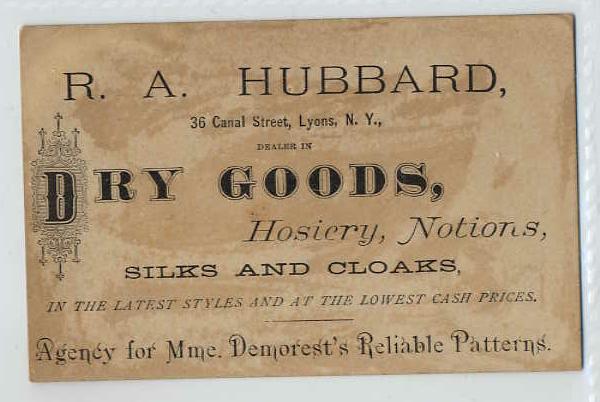 R. A. HUBBARD,
36 Canal Street, Lyons, N. Y.,
DEALER IN
DRY GOODS,
Hosiery, Notions,
SILKS AND CLOAKS,
IN THE LATEST STYLES AND AT THE LOWEST CASH PRICES.
Agency for Mme. Demorest's Reliable Patterns.